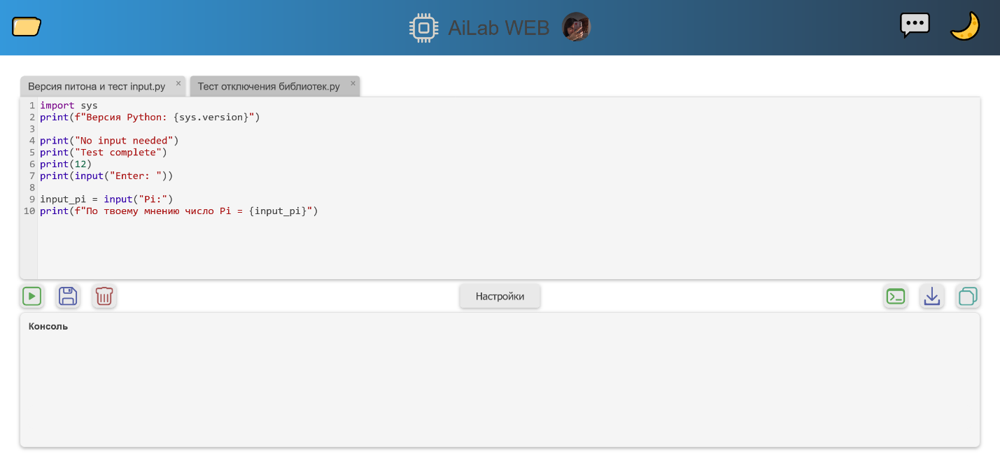 AiLab WEB
Версия питона и тест input.py ×
Тест отключения библиотек.py ×
1 import sys
2 print(f"Версия Python: {sys.version}")
3
4 print("No input needed")
5 print("Test complete")
6 print(12)
7 print(input("Enter: "))
8
9 input_pi = input("Pi:")
10 print(f"По твоему мнению число Pi = {input_pi}")
Настройки
Консоль